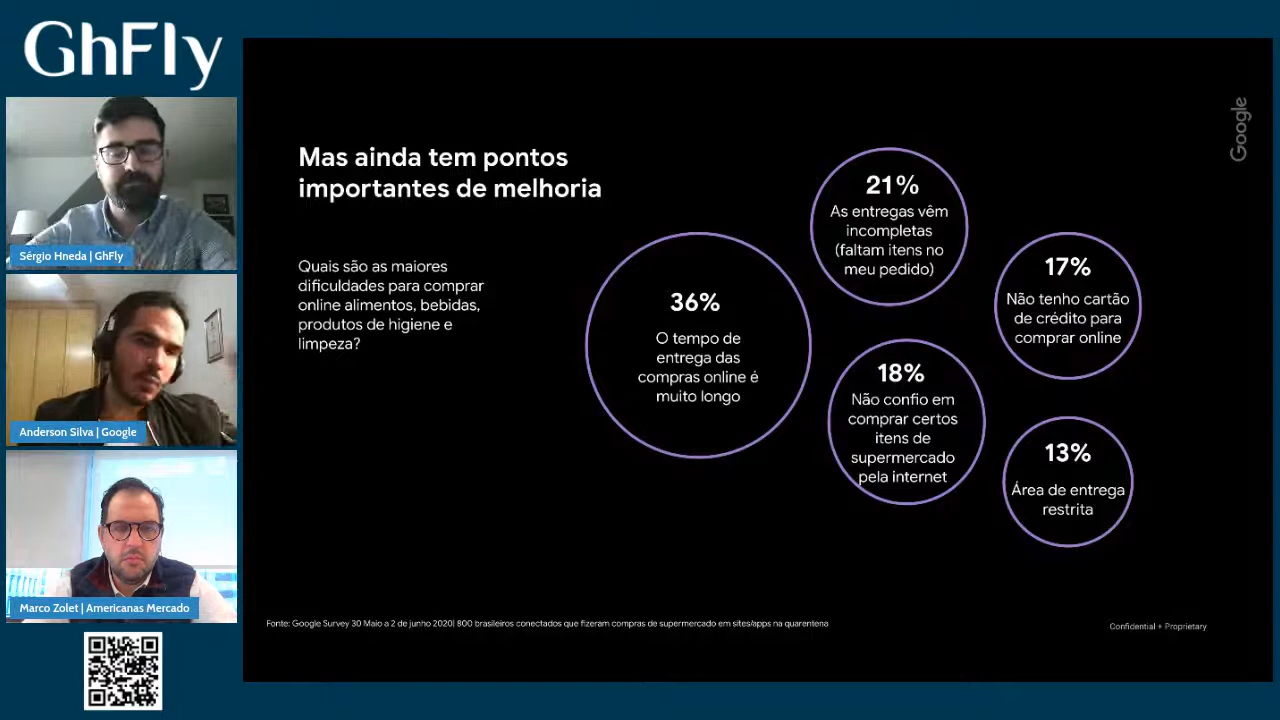 GhFly
Sérgio Hneda | GhFly
Anderson Silva | Google
Marco Zolet | Americanas Mercado
Google
Mas ainda tem pontos
importantes de melhoria
Quais são as maiores
dificuldades para comprar
online alimentos, bebidas,
produtos de higiene e
limpeza?
36%
O tempo de
entrega das
compras online é
muito longo
21%
As entregas vêm
incompletas
(faltam itens no
meu pedido)
18%
Não confio em
comprar certos
itens de
supermercado
pela internet
17%
Não tenho cartão
de crédito para
comprar online
13%
Área de entrega
restrita
Fonte: Google Survey 30 Maio a 2 de junho 2020| 800 brasileiros conectados que fizeram compras de supermercado em sites/apps na quarentena
Confidential + Proprietary